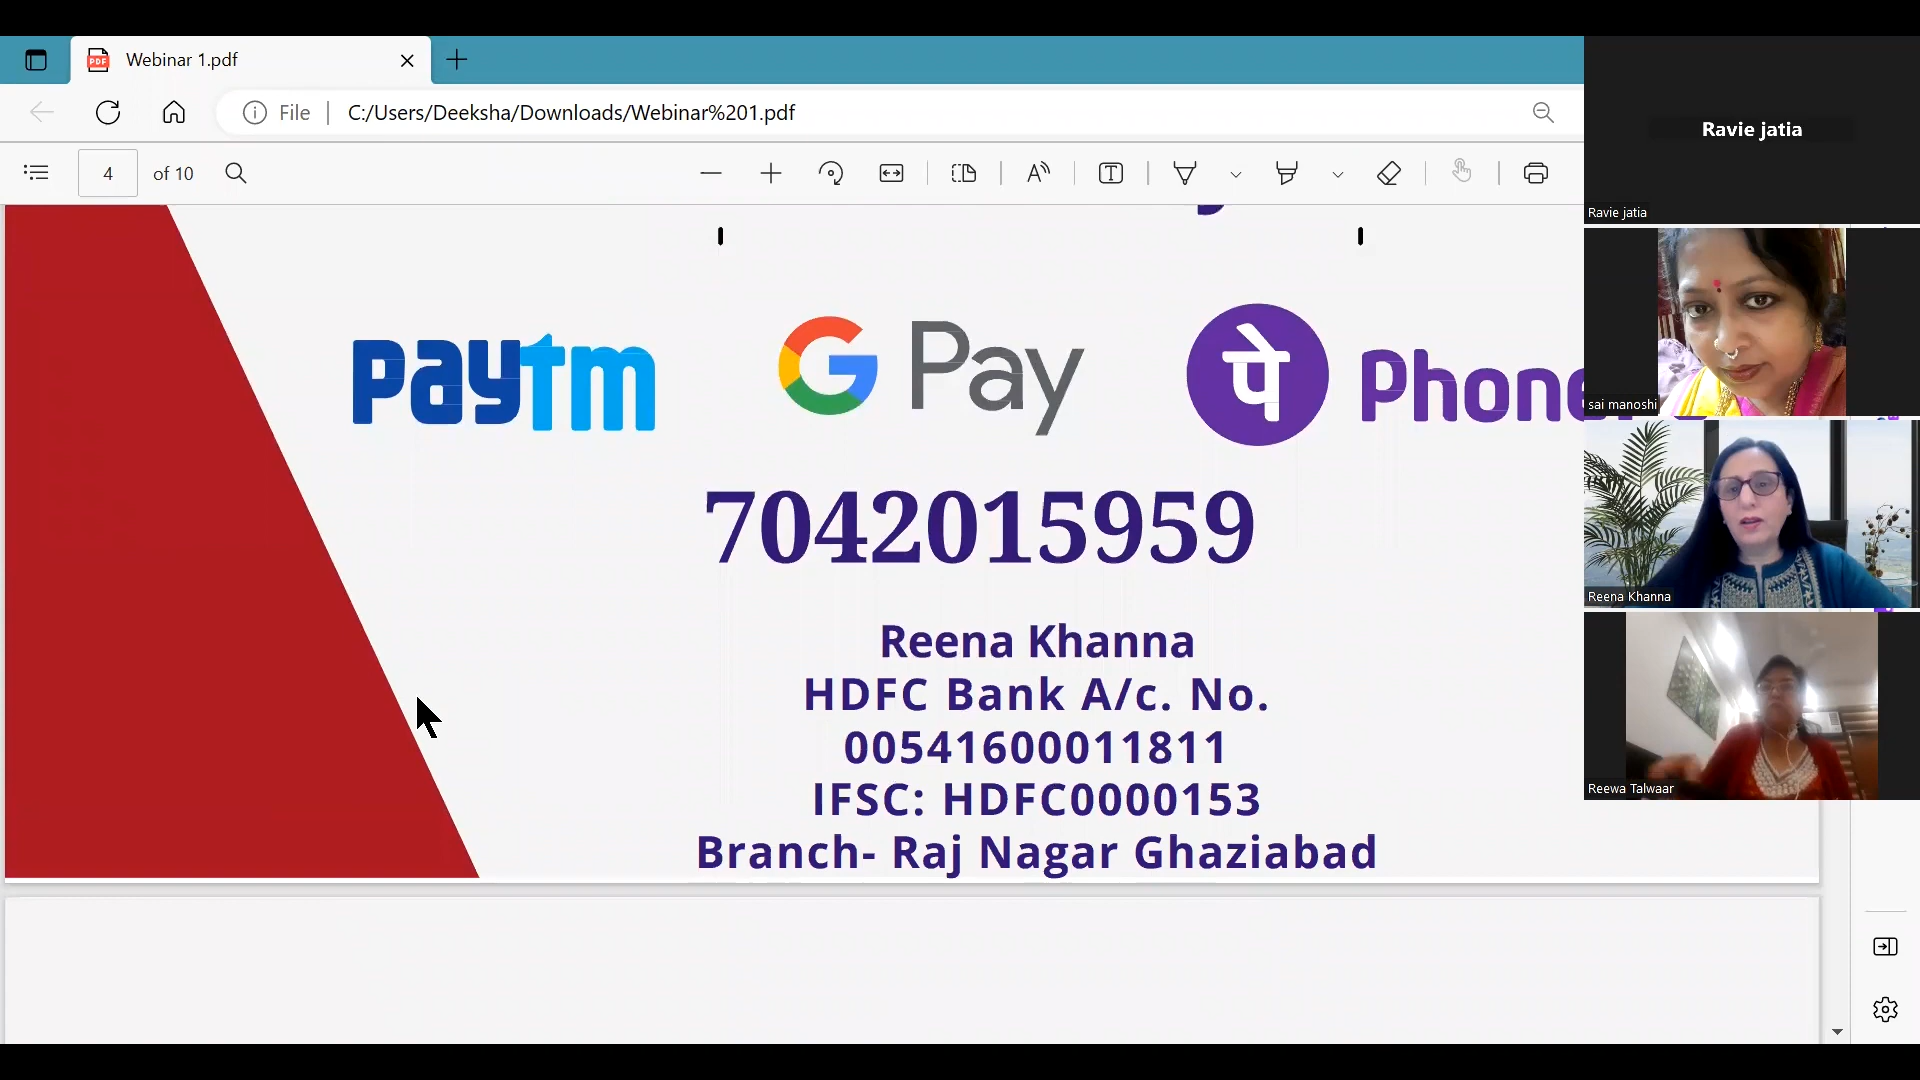 Webinar 1.pdf
File
C:/Users/Deeksha/Downloads/Webinar%201.pdf
4 of 10
paytm
G Pay
पे Phone
7042015959
Reena Khanna
HDFC Bank A/c. No.
00541600011811
IFSC: HDFC0000153
Branch- Raj Nagar Ghaziabad
Ravie jatia
Ravie jatia
sai manoshi
Reena Khanna
Reewa Talwaar